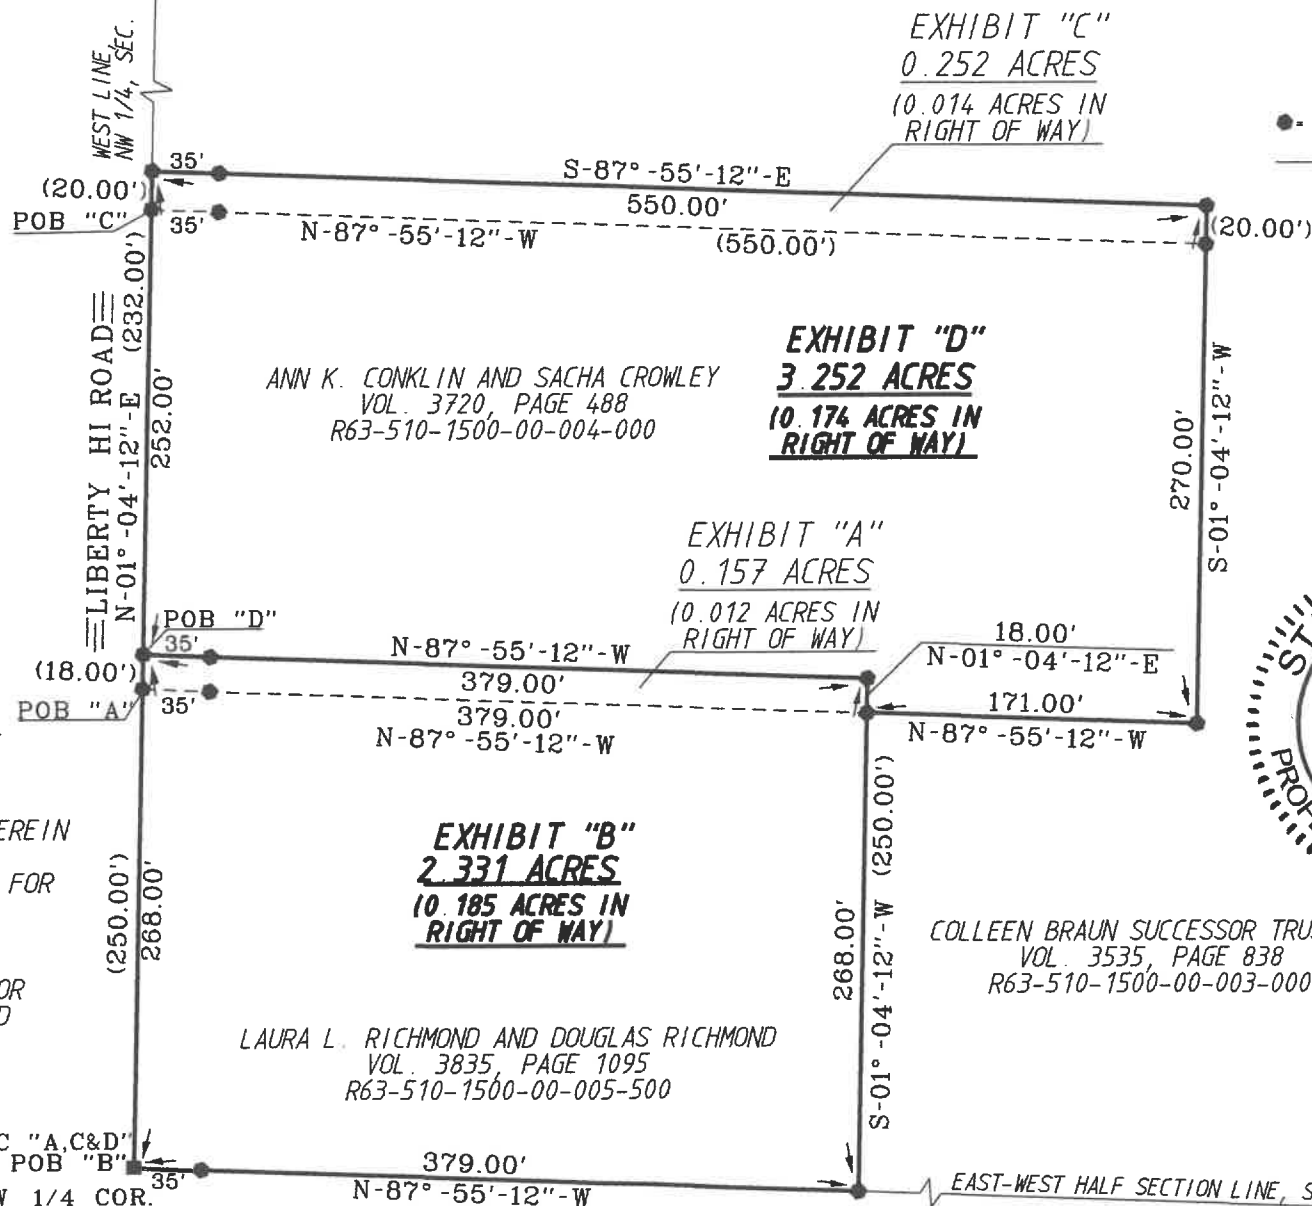 EXHIBIT "C"
0.252 ACRES
(0.014 ACRES IN
RIGHT OF WAY)
WEST LINE,
NW 1/4, SEC.
35'
S-87°-55'-12"-E
550.00'
(20.00')
POB "C"
35'
N-87°-55'-12"-W
(550.00')
(20.00')
≡LIBERTY HI ROAD≡
N-01°-04'-12"-E (232.00')
252.00'
ANN K. CONKLIN AND SACHA CROWLEY
VOL. 3720, PAGE 488
R63-510-1500-00-004-000
EXHIBIT "D"
3.252 ACRES
(0.174 ACRES IN
RIGHT OF WAY)
270.00'
S-01°-04'-12"-W
EXHIBIT "A"
0.157 ACRES
(0.012 ACRES IN
RIGHT OF WAY)
POB "D"
35'
N-87°-55'-12"-W
379.00'
18.00'
N-01°-04'-12"-E
(18.00')
POB "A"
35'
379.00'
N-87°-55'-12"-W
171.00'
N-87°-55'-12"-W
EREIN
FOR
OR
D
(250.00')
268.00'
EXHIBIT "B"
2.331 ACRES
(0.185 ACRES IN
RIGHT OF WAY)
268.00'
S-01°-04'-12"-W (250.00')
COLLEEN BRAUN SUCCESSOR TRU
VOL. 3535, PAGE 838
R63-510-1500-00-003-000
LAURA L. RICHMOND AND DOUGLAS RICHMOND
VOL. 3835, PAGE 1095
R63-510-1500-00-005-500
C "A,C&D"
POB "B"
35'
W 1/4 COR.
379.00'
N-87°-55'-12"-W
EAST-WEST HALF SECTION LINE, S
ST
PROP